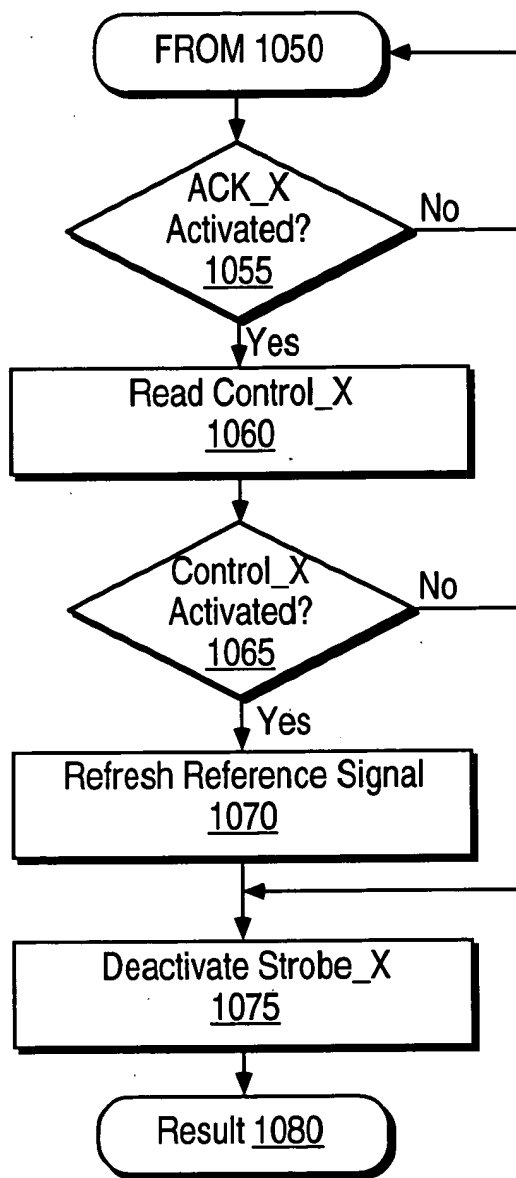 FROM 1050
ACK_X
Activated?
1055
No
Yes
Read Control_X
1060
Control_X
Activated?
1065
No
Yes
Refresh Reference Signal
1070
Deactivate Strobe_X
1075
Result 1080